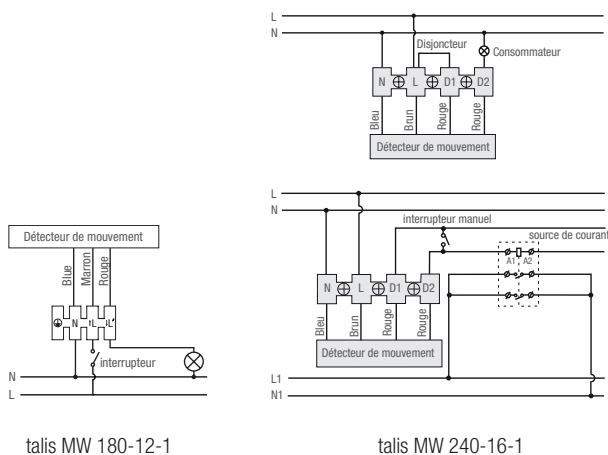 L
N
Disjoncteur
Consommateur
N L D1 D2
Bleu Brun Rouge Rouge
Détecteur de mouvement
L
N
interrupteur manuel
source de courant
A1 A2
N L D1 D2
Bleu Brun Rouge Rouge
Détecteur de mouvement
L1
N1
talis MW 240-16-1
Détecteur de mouvement
Blue Marron Rouge
N L L'
interrupteur
N
L
talis MW 180-12-1